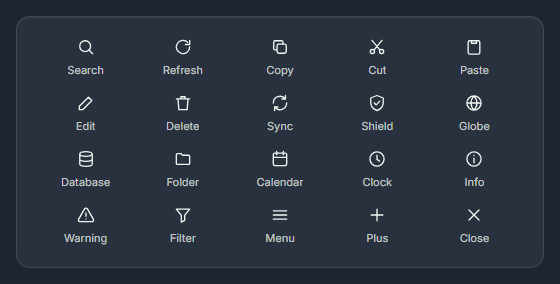 Search Refresh Copy Cut Paste
Edit Delete Sync Shield Globe
Database Folder Calendar Clock Info
Warning Filter Menu Plus Close